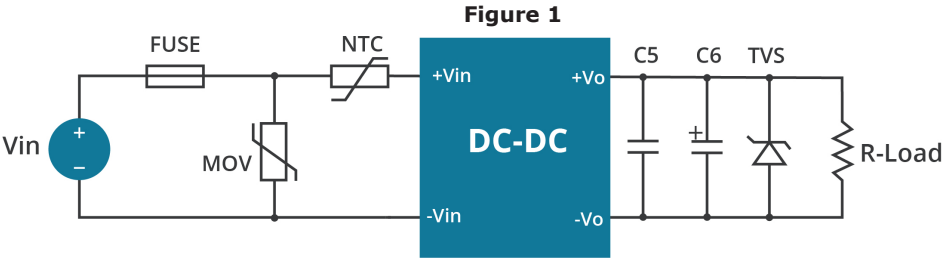 Figure 1
FUSE
NTC
C5
C6
TVS
+Vin
+Vo
+
Vin
−
MOV
DC-DC
+
R-Load
-Vin
-Vo